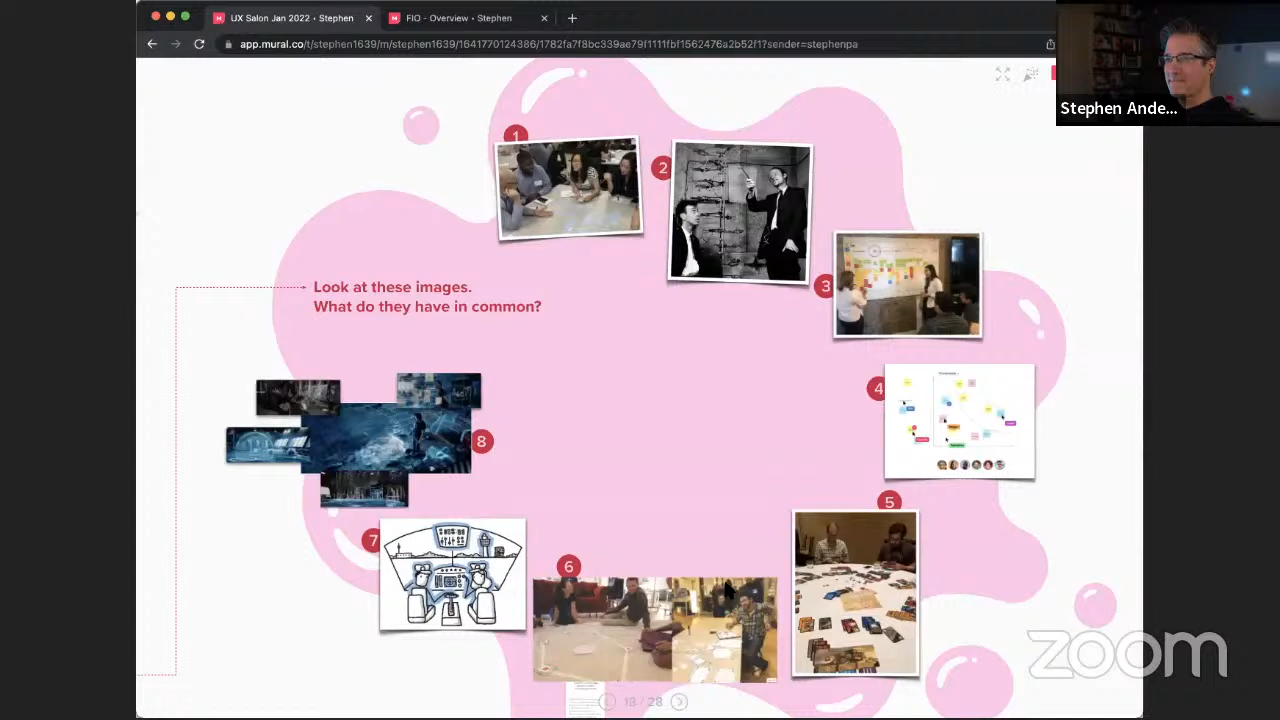 UX Salon Jan 2022 • Stephen
FIO - Overview • Stephen
app.mural.co/t/stephen1639/m/stephen1639/1641770124386/1782fa7f8bc339ae79f1111fbf1562476a2b52f1?sender=stephenpa
Stephen Ande...
1
2
3
Look at these images.
What do they have in common?
4
8
5
7
6
18 / 28
zoom